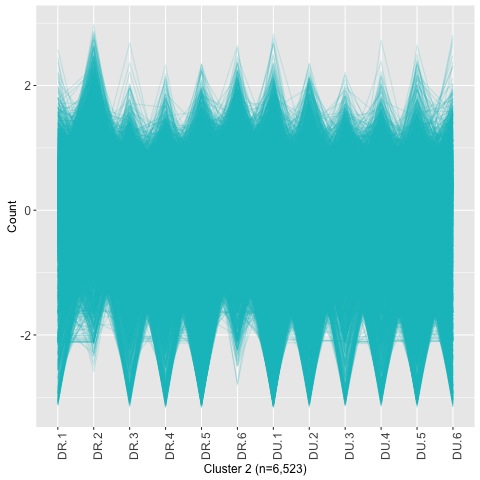 Count
2
0
-2
DR.1
DR.2
DR.3
DR.4
DR.5
DR.6
DU.1
DU.2
DU.3
DU.4
DU.5
DU.6
Cluster 2 (n=6,523)